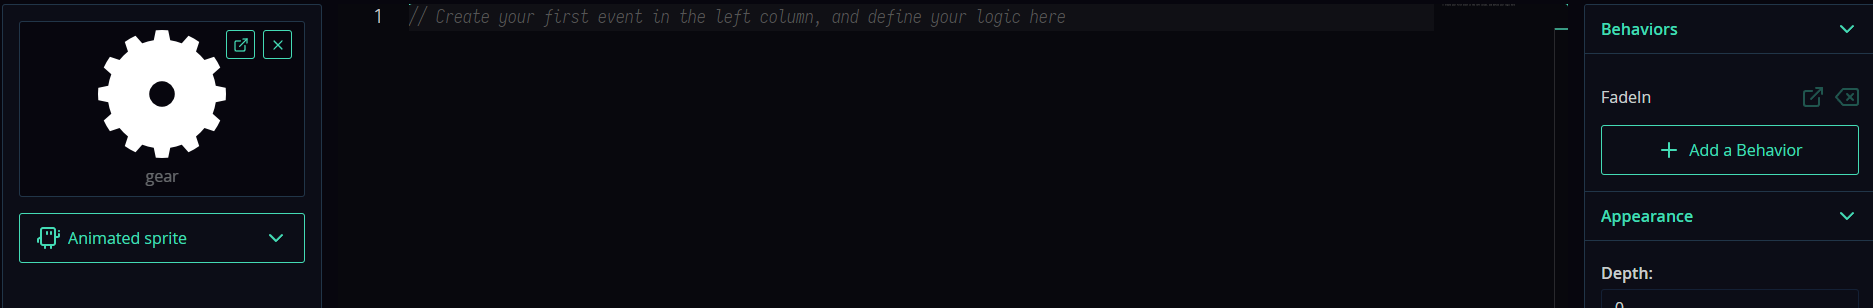 gear
Animated sprite
1
// Create your first event in the left column, and define your logic here
Behaviors
FadeIn
Add a Behavior
Appearance
Depth:
0